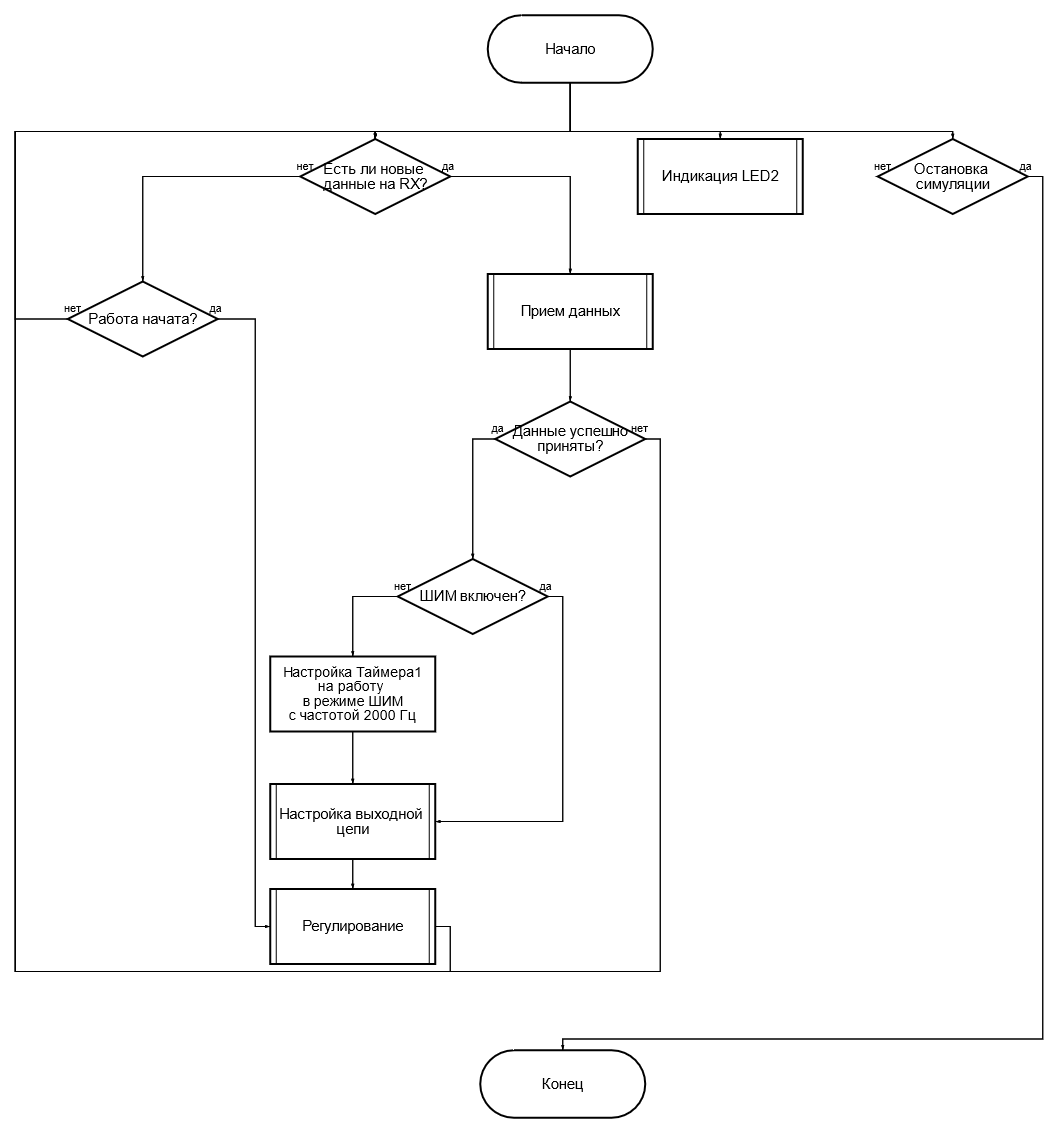 Начало
нет
Есть ли новые
данные на RX?
да
Индикация LED2
нет
Остановка
симуляции
да
нет
Работа начата?
да
Прием данных
да
Данные успешно
приняты?
нет
нет
ШИМ включен?
да
Настройка Таймера1
на работу
в режиме ШИМ
с частотой 2000 Гц
Настройка выходной
цепи
Регулирование
Конец